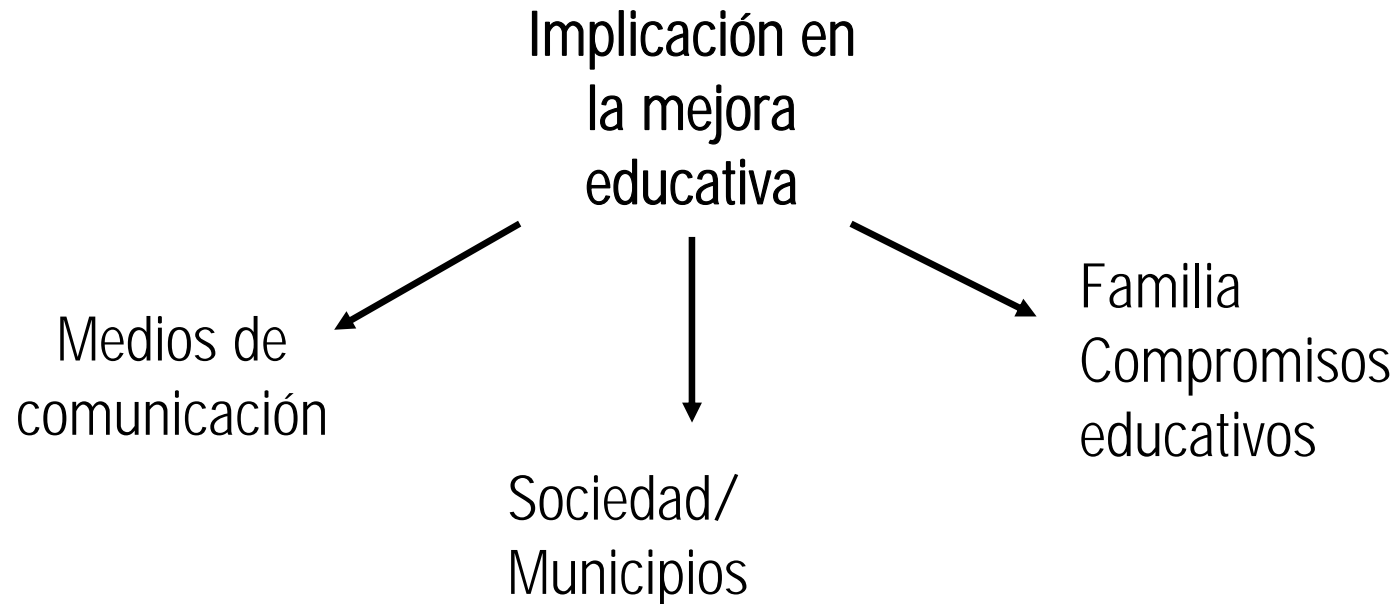 Implicación en
la mejora
educativa
Medios de
comunicación
Sociedad/
Municipios
Familia
Compromisos
educativos